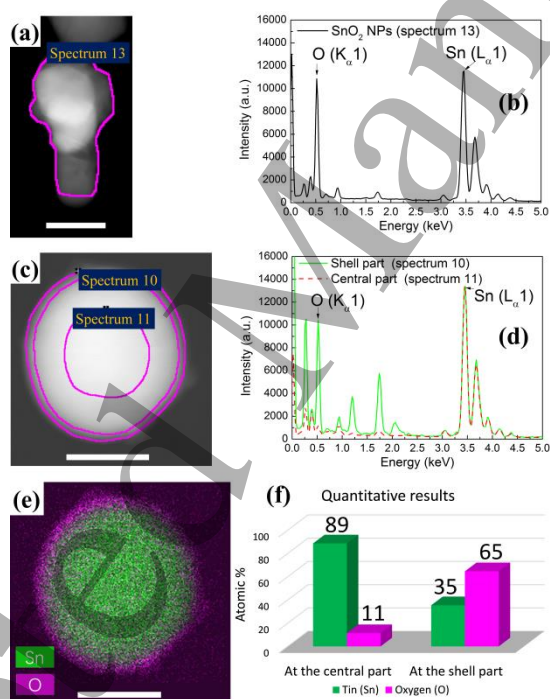 (a)
Spectrum 13
16000
14000
12000
10000
8000
6000
4000
2000
0
Intensity (a.u.)
SnO₂ NPs (spectrum 13)
O (Kα1)
Sn (Lα1)
(b)
0.0 0.5 1.0 1.5 2.0 2.5 3.0 3.5 4.0 4.5 5.0
Energy (keV)
(c)
Spectrum 10
Spectrum 11
16000
14000
12000
10000
8000
6000
4000
2000
0
Intensity (a.u.)
Shell part (spectrum 10)
Central part (spectrum 11)
O (Kα1)
Sn (Lα1)
(d)
0.0 0.5 1.0 1.5 2.0 2.5 3.0 3.5 4.0 4.5 5.0
Energy (keV)
(e)
Sn
O
(f)
Quantitative results
Atomic %
100
80
60
40
20
0
89
11
35
65
At the central part At the shell part
Tin (Sn) Oxygen (O)